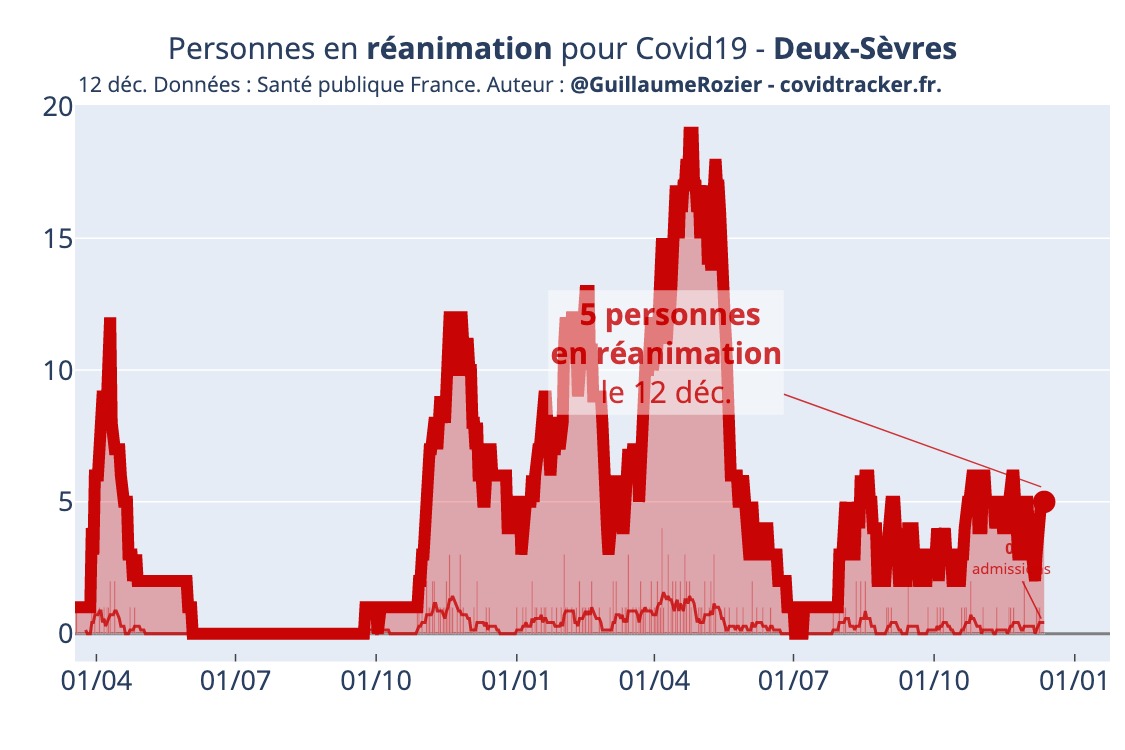 Personnes en réanimation pour Covid19 - Deux-Sèvres
12 déc. Données : Santé publique France. Auteur : @GuillaumeRozier - covidtracker.fr.
20
15
10
5
0
5 personnes
en réanimation
le 12 déc.
0
admissions
01/04
01/07
01/10
01/01
01/04
01/07
01/10
01/01